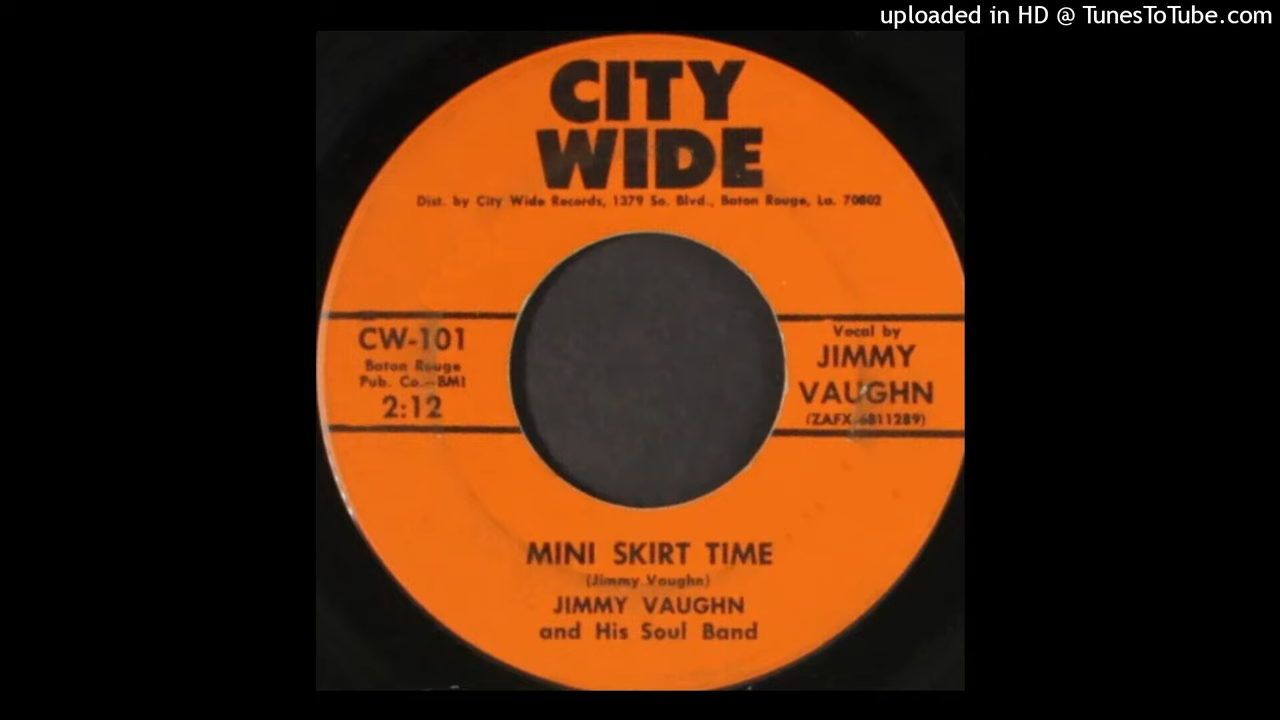 uploaded in HD @ TunesToTube.com
CITY
WIDE
Dist. by City Wide Records, 1379 So. Blvd., Baton Rouge, La. 70802
CW-101
Baton Rouge
Pub. Co.—BMI
2:12
Vocal by
JIMMY
VAUGHN
(ZAFX-6811289)
MINI SKIRT TIME
(Jimmy Vaughn)
JIMMY VAUGHN
and His Soul Band